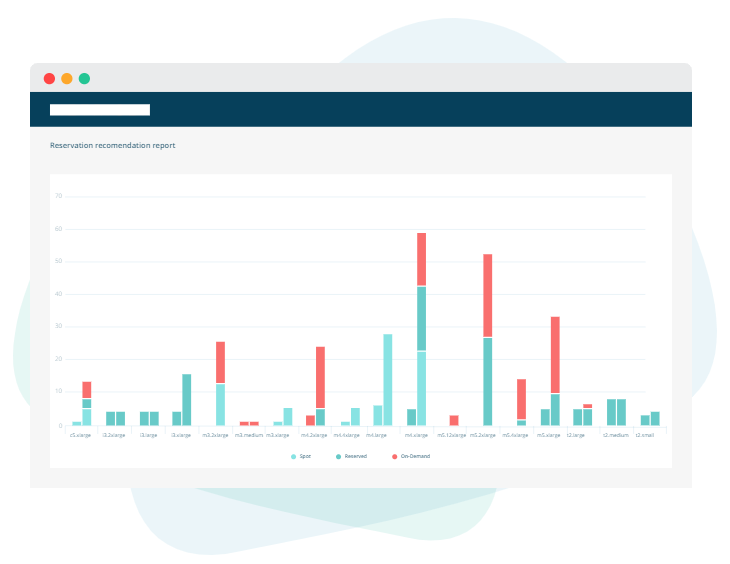 Reservation recomendation report
70
60
50
40
30
20
10
0
c5.xlarge i3.2xlarge i3.large i3.xlarge m3.2xlarge m3.medium m3.xlarge m4.2xlarge m4.4xlarge m4.large m4.xlarge m5.12xlarge m5.2xlarge m5.4xlarge m5.xlarge t2.large t2.medium t2.small
Spot Reserved On-Demand